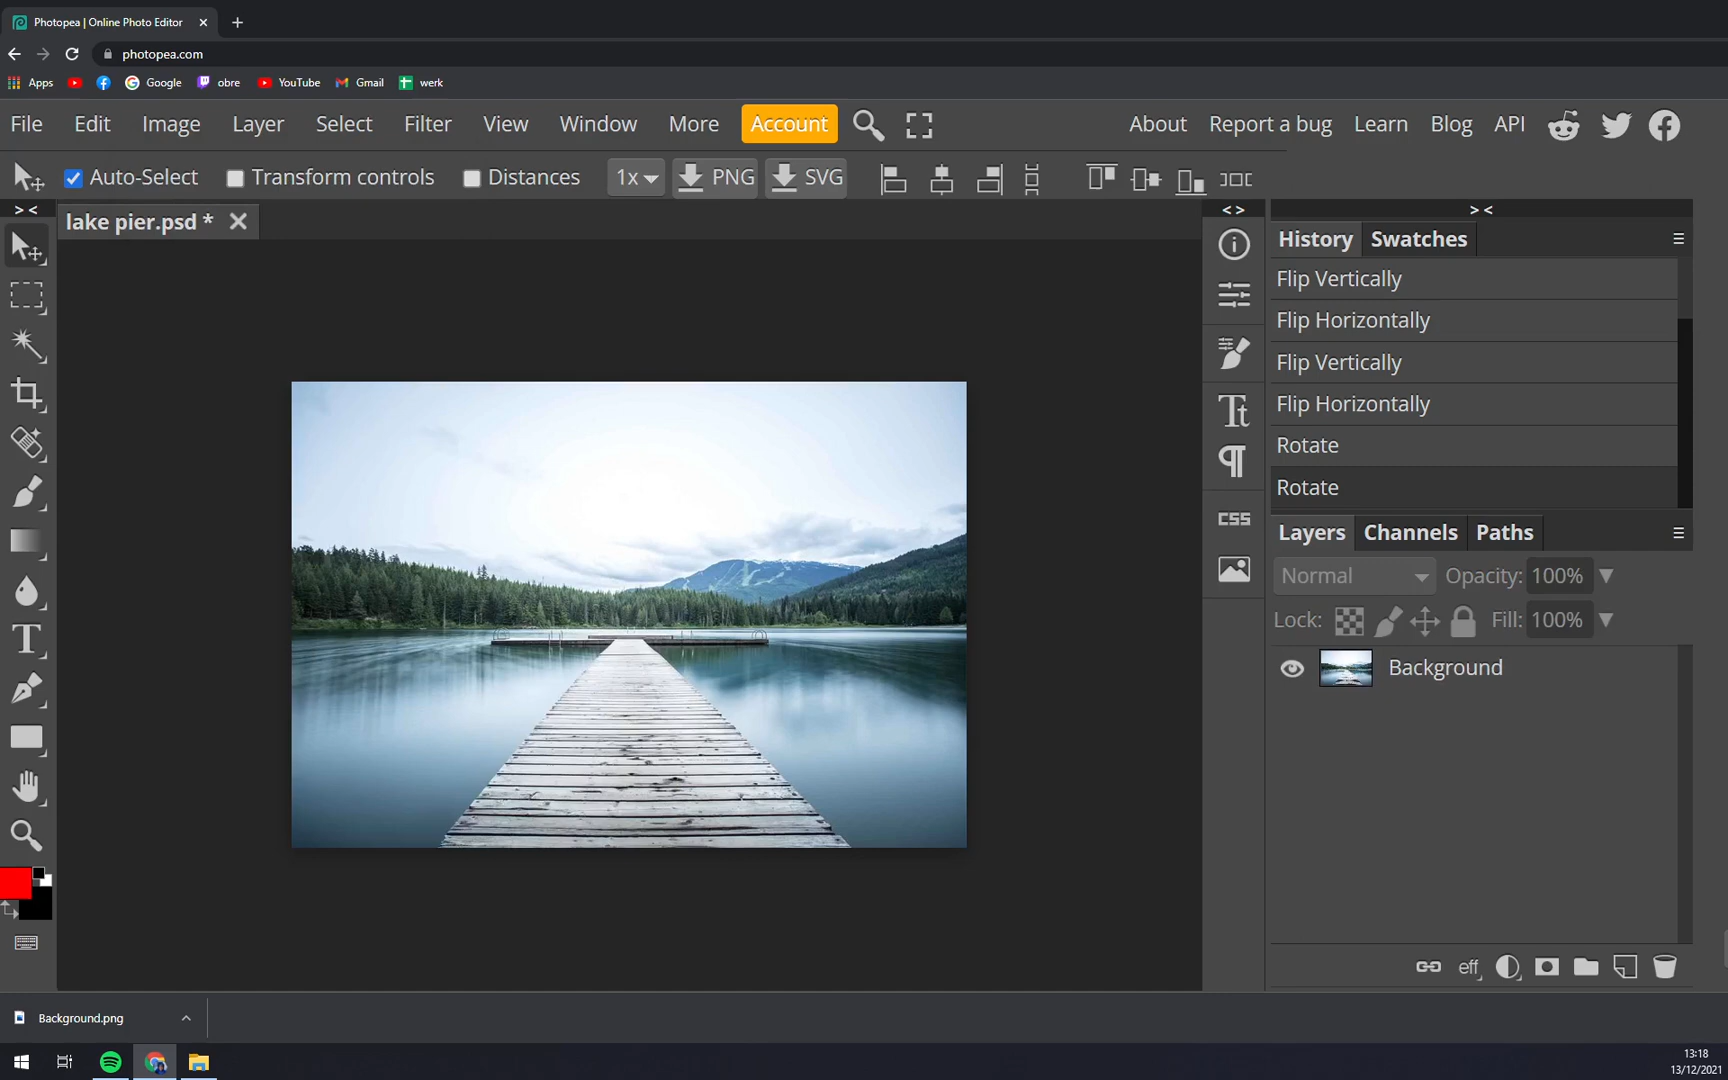 Photopea | Online Photo Editor
photopea.com
Apps Google obre YouTube Gmail werk
File Edit Image Layer Select Filter View Window More Account About Report a bug Learn Blog API
Auto-Select Transform controls Distances 1x PNG SVG
> < lake pier.psd * < > > <
History Swatches
Flip Vertically
Flip Horizontally
Flip Vertically
Flip Horizontally
Rotate
Rotate
CSS
Layers Channels Paths
Normal Opacity: 100%
Lock: Fill: 100%
Background
eff
Background.png
13:18
13/12/2021